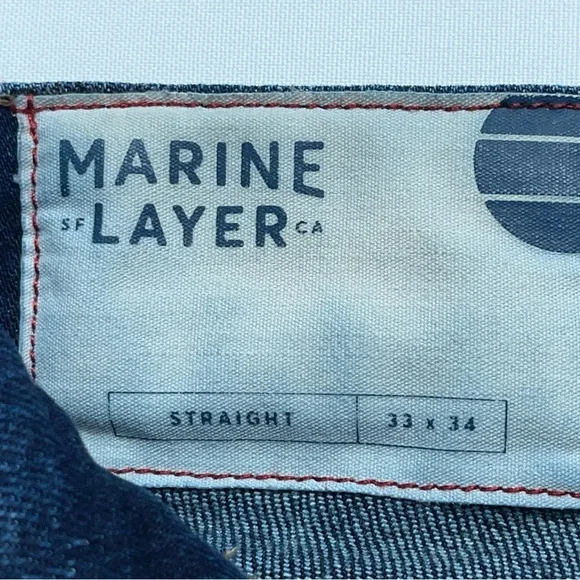 MARINE
SF LAYER CA
STRAIGHT 33 x 34